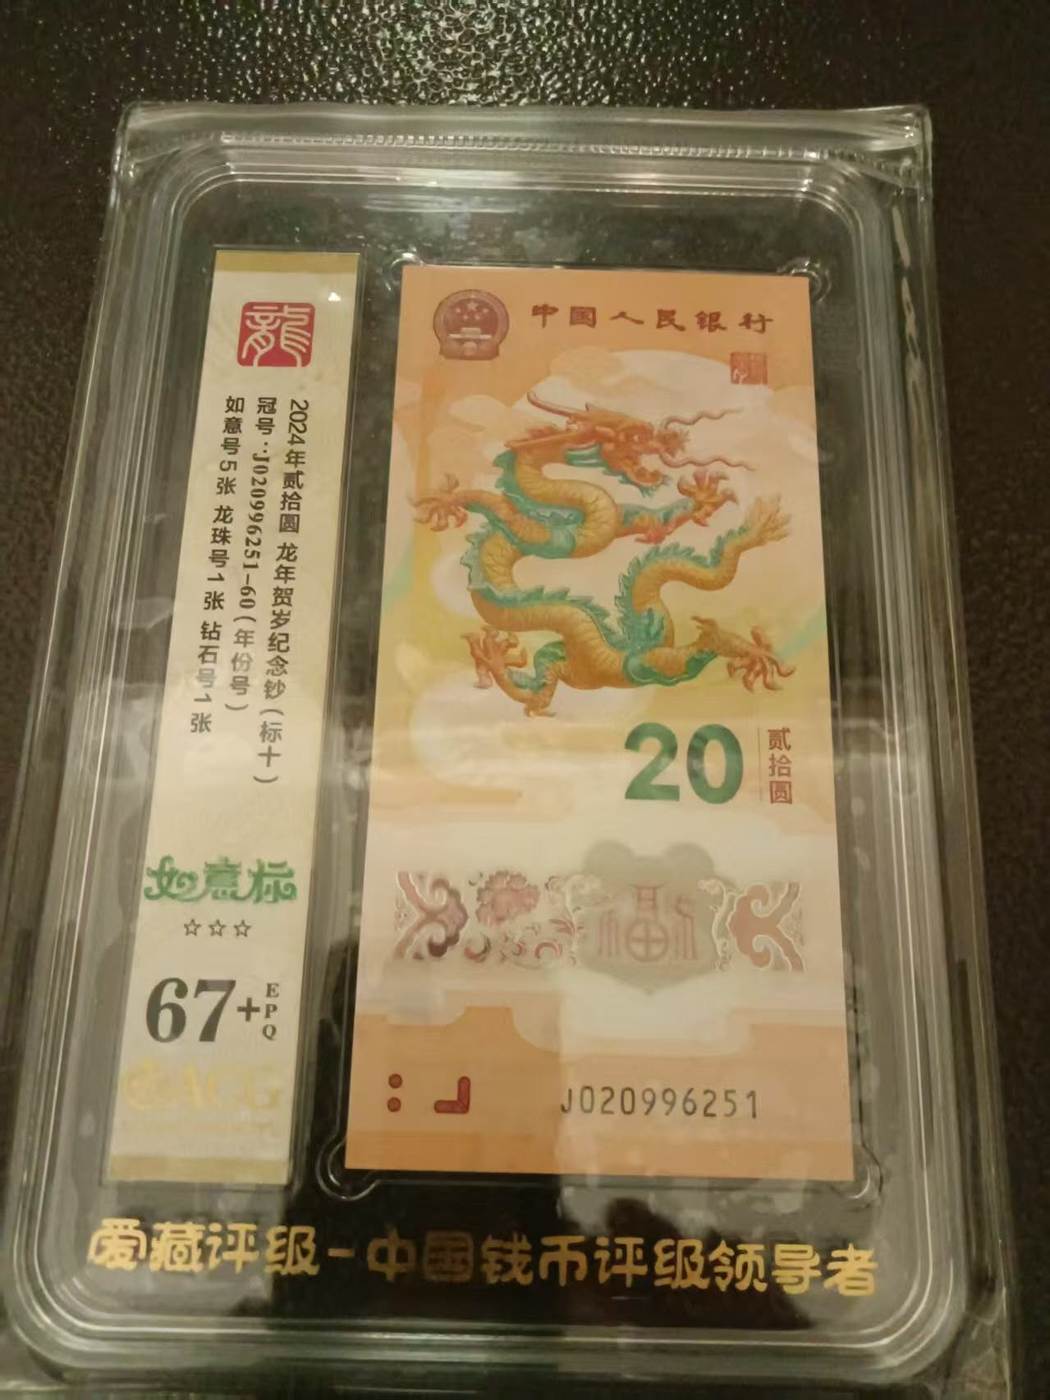 龍
2024年贰拾圆 龙年贺岁纪念钞(标十)
冠号:J020996251-60(年份号)
如意号5张 龙珠号1张 钻石号1张
如意标
☆☆☆
67+EPQ
ACG
中国人民银行
20
贰拾圆
福
J020996251
爱藏评级-中国钱币评级领导者